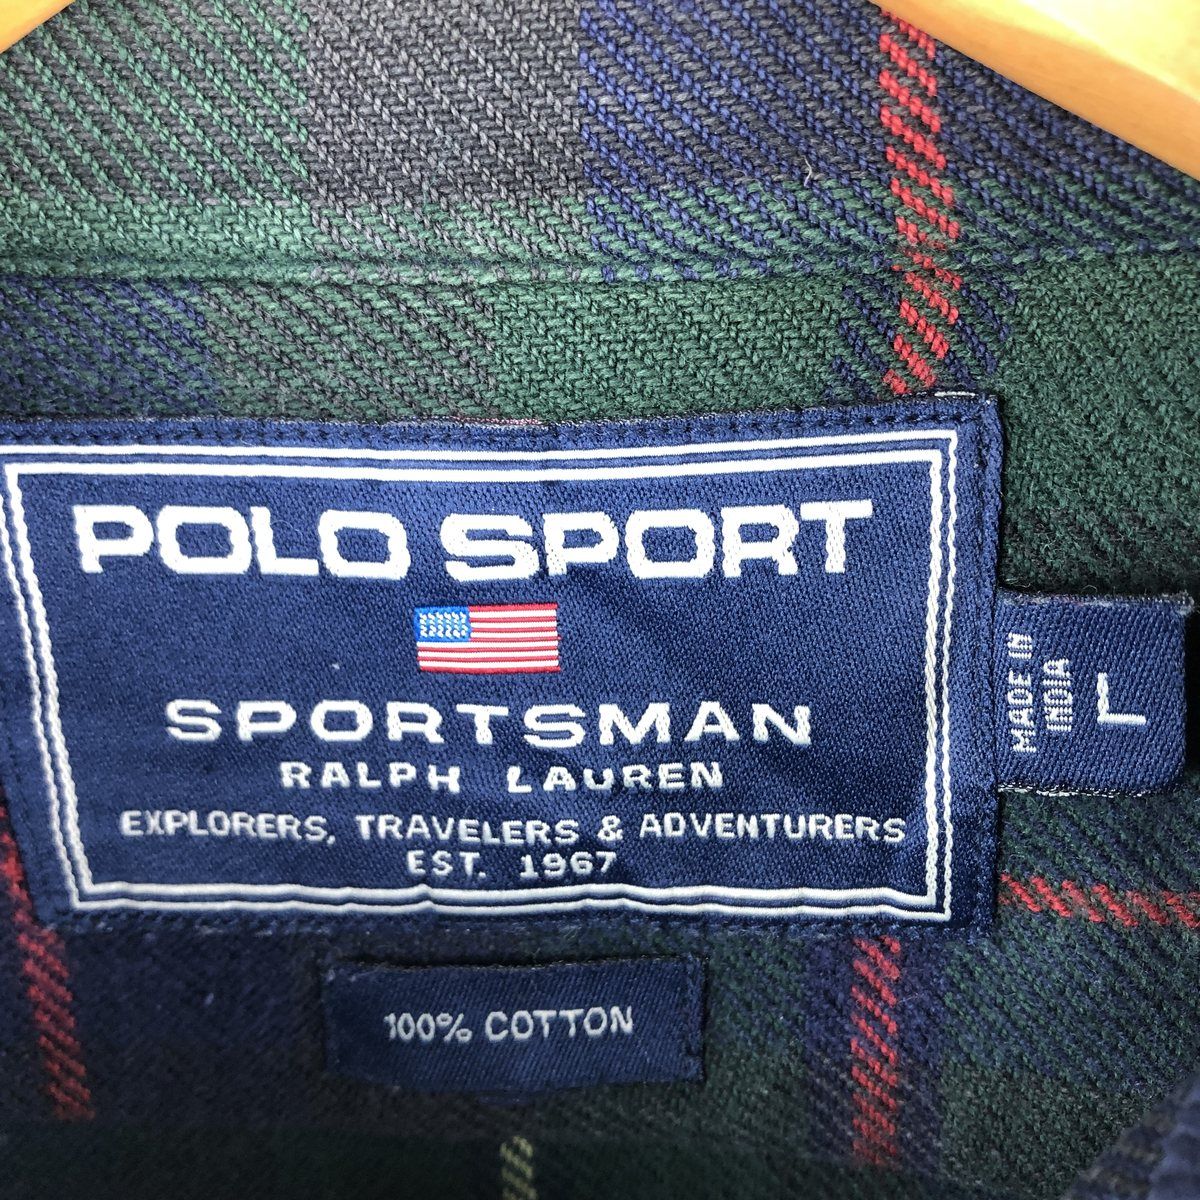 POLO SPORT
SPORTSMAN
RALPH LAUREN
EXPLORERS, TRAVELERS & ADVENTURERS
EST. 1967
MADE IN
INDIA
L
100% COTTON